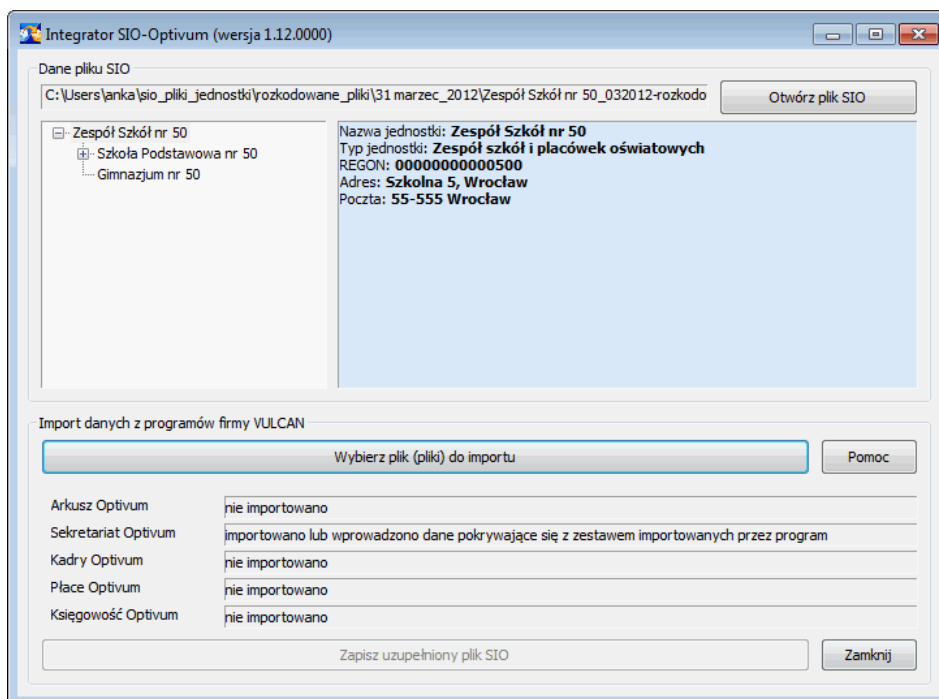 Integrator SIO-Optivum (wersja 1.12.0000)
Dane pliku SIO
C:\Users\anka\sio_pliki_jednostki\rozkodowane_pliki\31 marzec_2012\Zespół Szkół nr 50_032012-rozkodo
Otwórz plik SIO
Zespół Szkół nr 50
Szkoła Podstawowa nr 50
Gimnazjum nr 50
Nazwa jednostki: Zespół Szkół nr 50
Typ jednostki: Zespół szkół i placówek oświatowych
REGON: 00000000000500
Adres: Szkolna 5, Wrocław
Poczta: 55-555 Wrocław
Import danych z programów firmy VULCAN
Wybierz plik (pliki) do importu
Pomoc
Arkusz Optivum nie importowano
Sekretariat Optivum importowano lub wprowadzono dane pokrywające się z zestawem importowanych przez program
Kadry Optivum nie importowano
Płace Optivum nie importowano
Księgowość Optivum nie importowano
Zapisz uzupełniony plik SIO
Zamknij